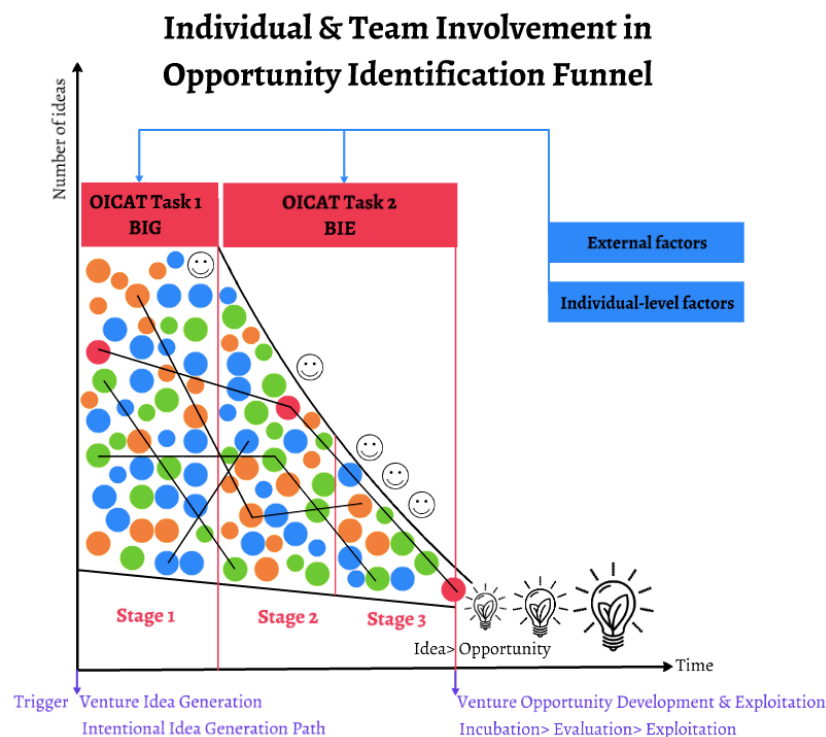 Individual & Team Involvement in
Opportunity Identification Funnel
Number of ideas
OICAT Task 1
BIG
OICAT Task 2
BIE
External factors
Individual-level factors
Stage 1
Stage 2
Stage 3
Idea> Opportunity
Time
Trigger
Venture Idea Generation
Intentional Idea Generation Path
Venture Opportunity Development & Exploitation
Incubation> Evaluation> Exploitation